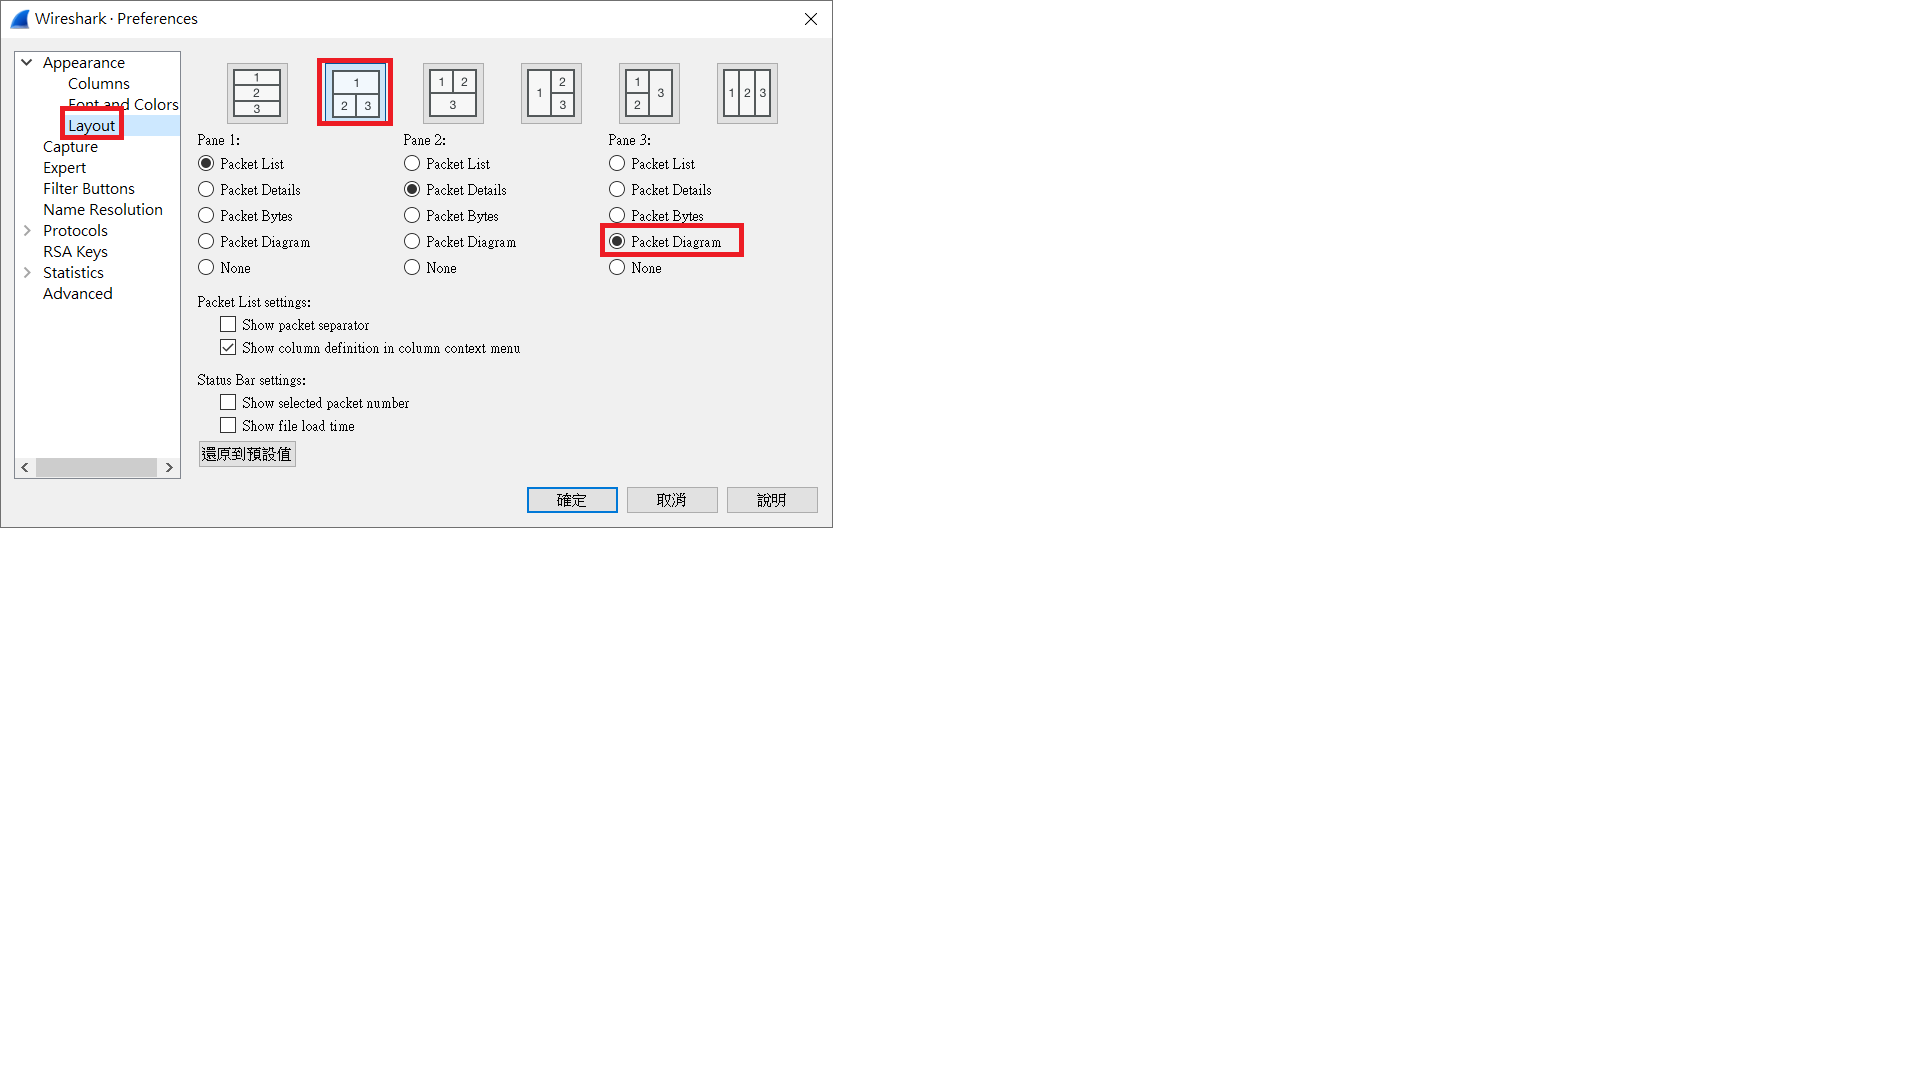 Wireshark · Preferences
Appearance
Columns
Font and Colors
Layout
Capture
Expert
Filter Buttons
Name Resolution
Protocols
RSA Keys
Statistics
Advanced
1 2 3
1 2 3
1 2 3
1 2 3
1 2 3
1 2 3
Pane 1:
Packet List
Packet Details
Packet Bytes
Packet Diagram
None
Pane 2:
Packet List
Packet Details
Packet Bytes
Packet Diagram
None
Pane 3:
Packet List
Packet Details
Packet Bytes
Packet Diagram
None
Packet List settings:
Show packet separator
Show column definition in column context menu
Status Bar settings:
Show selected packet number
Show file load time
還原到預設值
確定 取消 說明